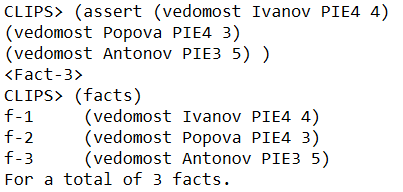 CLIPS> (assert (vedomost Ivanov PIE4 4)
(vedomost Popova PIE4 3)
(vedomost Antonov PIE3 5) )
<Fact-3>
CLIPS> (facts)
f-1     (vedomost Ivanov PIE4 4)
f-2     (vedomost Popova PIE4 3)
f-3     (vedomost Antonov PIE3 5)
For a total of 3 facts.